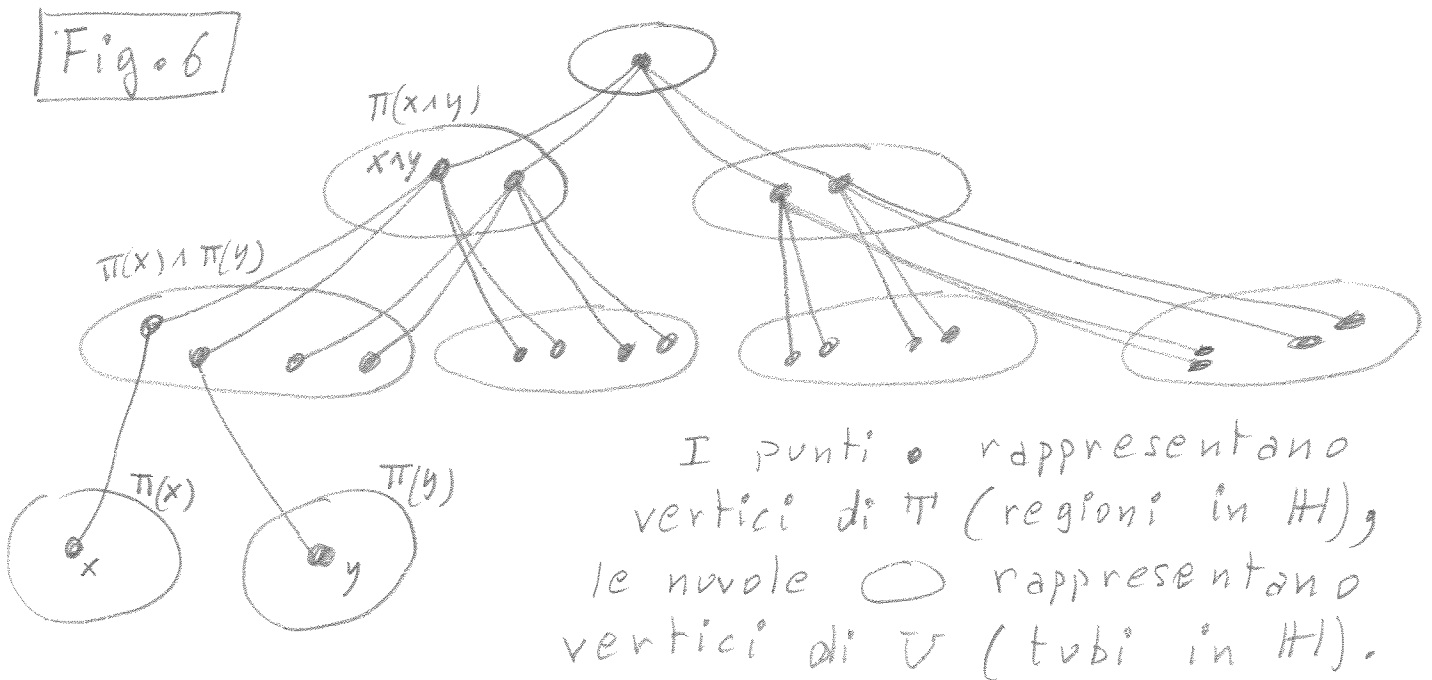 Fig. 6
π(x∧y)
x∧y
π(x)∧π(y)
π(x)
π(y)
x
y
I punti • rappresentano
vertici di T (regioni in ℍ),
le nuvole ⬭ rappresentano
vertici di U (tubi in ℍ).